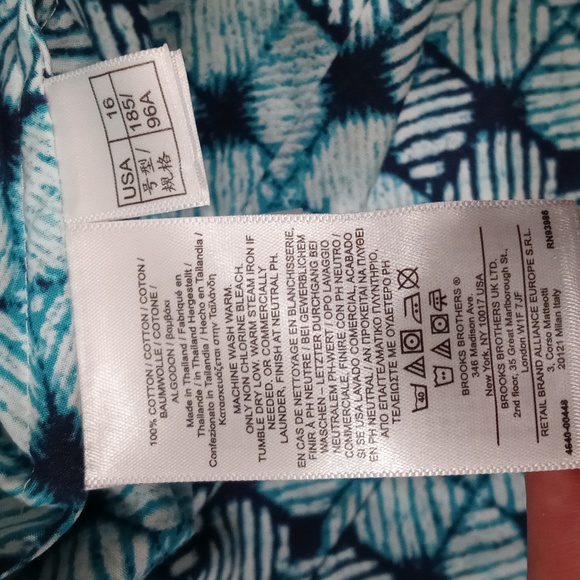 USA 16
号型/ 185/
规格 96A
100% COTTON / COTTON / COTON /
BAUMWOLLE / COTONE /
ALGODON / βαμβάκι
Made in Thailand / Fabriqué en
Thaïlande / in Thailand Hergestellt /
Confezionato in Tailandia / Hecho en Tailandia /
Κατασκευάζεται στην Ταϊλάνδη
MACHINE WASH WARM.
ONLY NON CHLORINE BLEACH.
TUMBLE DRY LOW. WARM STEAM IRON IF
NEEDED. OR COMMERCIALLY
LAUNDER, FINISH AT NEUTRAL PH.
EN CAS DE NETTOYAGE EN BLANCHISSERIE,
FINIR À PH NEUTRE / BEI GEWERBLICHEM
WASCHEN - LETZTER DURCHGANG BEI
NEUTRALEM PH-WERT / OPO LAVAGGIO
COMMERCIALE, FINIRE CON PH NEUTRO /
SI SE USA LAVADO COMERCIAL, ACABADO
EN PH NEUTRAL / ΑΝ ΠΡΟΚΕΙΤΑΙ ΝΑ ΠΛΥΘΕΙ
ΑΠΟ ΕΠΑΓΓΕΛΜΑΤΙΚΟ ΠΛΥΝΤΗΡΙΟ,
ΤΕΛΕΙΩΣΤΕ ΜΕ ΟΥΔΕΤΕΡΟ PH
40
BROOKS BROTHERS ®
346 Madison Ave.
New York, NY 10017 USA
BROOKS BROTHERS UK LTD.
2nd floor, 35 Great Marlborough St.,
London W1F 7JF
RETAIL BRAND ALLIANCE EUROPE S.R.L.
3, Corso Matteotti
20121 Milan Italy
4640-00448 RN93986